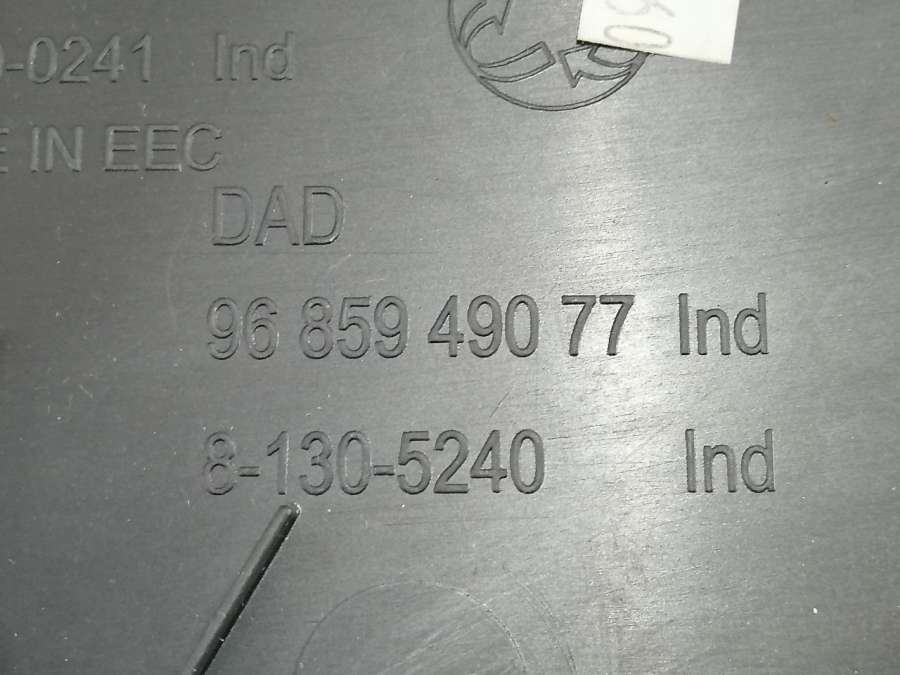 -0241 Ind
IN EEC
DAD
96 859 490 77 Ind
8-130-5240 Ind